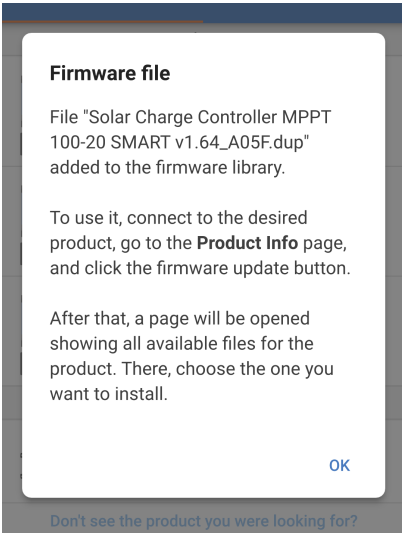 Firmware file
File "Solar Charge Controller MPPT
100-20 SMART v1.64_A05F.dup"
added to the firmware library.
To use it, connect to the desired
product, go to the Product Info page,
and click the firmware update button.
After that, a page will be opened
showing all available files for the
product. There, choose the one you
want to install.
OK
Don't see the product you were looking for?